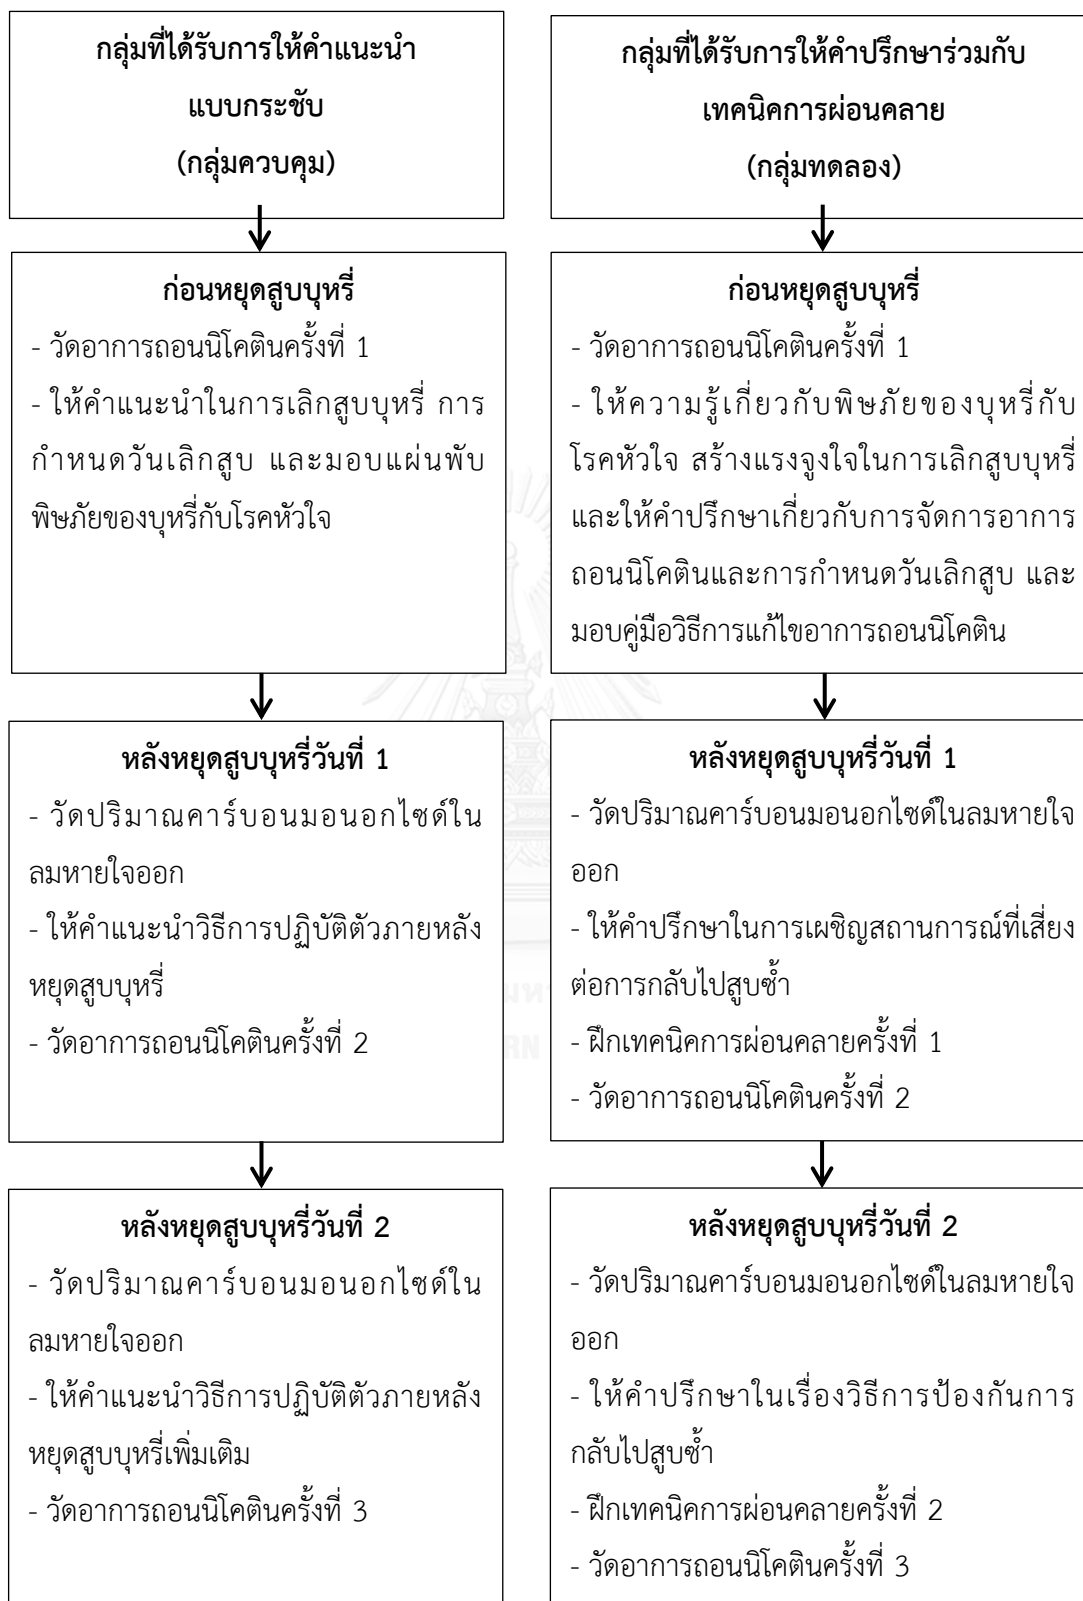 กลุ่มที่ได้รับการให้คำแนะนำ
แบบกระชับ
(กลุ่มควบคุม)
กลุ่มที่ได้รับการให้คำปรึกษาร่วมกับ
เทคนิคการผ่อนคลาย
(กลุ่มทดลอง)
ก่อนหยุดสูบบุหรี่
- วัดอาการถอนนิโคตินครั้งที่ 1
- ให้คำแนะนำในการเลิกสูบบุหรี่ การ
กำหนดวันเลิกสูบ และมอบแผ่นพับ
พิษภัยของบุหรี่กับโรคหัวใจ
ก่อนหยุดสูบบุหรี่
- วัดอาการถอนนิโคตินครั้งที่ 1
- ให้ความรู้เกี่ยวกับพิษภัยของบุหรี่กับ
โรคหัวใจ สร้างแรงจูงใจในการเลิกสูบบุหรี่
และให้คำปรึกษาเกี่ยวกับการจัดการอาการ
ถอนนิโคตินและการกำหนดวันเลิกสูบ และ
มอบคู่มือวิธีการแก้ไขอาการถอนนิโคติน
หลังหยุดสูบบุหรี่วันที่ 1
- วัดปริมาณคาร์บอนมอนอกไซด์ใน
ลมหายใจออก
- ให้คำแนะนำวิธีการปฏิบัติตัวภายหลัง
หยุดสูบบุหรี่
- วัดอาการถอนนิโคตินครั้งที่ 2
หลังหยุดสูบบุหรี่วันที่ 1
- วัดปริมาณคาร์บอนมอนอกไซด์ในลมหายใจ
ออก
- ให้คำปรึกษาในการเผชิญสถานการณ์ที่เสี่ยง
ต่อการกลับไปสูบซ้ำ
- ฝึกเทคนิคการผ่อนคลายครั้งที่ 1
- วัดอาการถอนนิโคตินครั้งที่ 2
หลังหยุดสูบบุหรี่วันที่ 2
- วัดปริมาณคาร์บอนมอนอกไซด์ใน
ลมหายใจออก
- ให้คำแนะนำวิธีการปฏิบัติตัวภายหลัง
หยุดสูบบุหรี่เพิ่มเติม
- วัดอาการถอนนิโคตินครั้งที่ 3
หลังหยุดสูบบุหรี่วันที่ 2
- วัดปริมาณคาร์บอนมอนอกไซด์ในลมหายใจ
ออก
- ให้คำปรึกษาในเรื่องวิธีการป้องกันการ
กลับไปสูบซ้ำ
- ฝึกเทคนิคการผ่อนคลายครั้งที่ 2
- วัดอาการถอนนิโคตินครั้งที่ 3